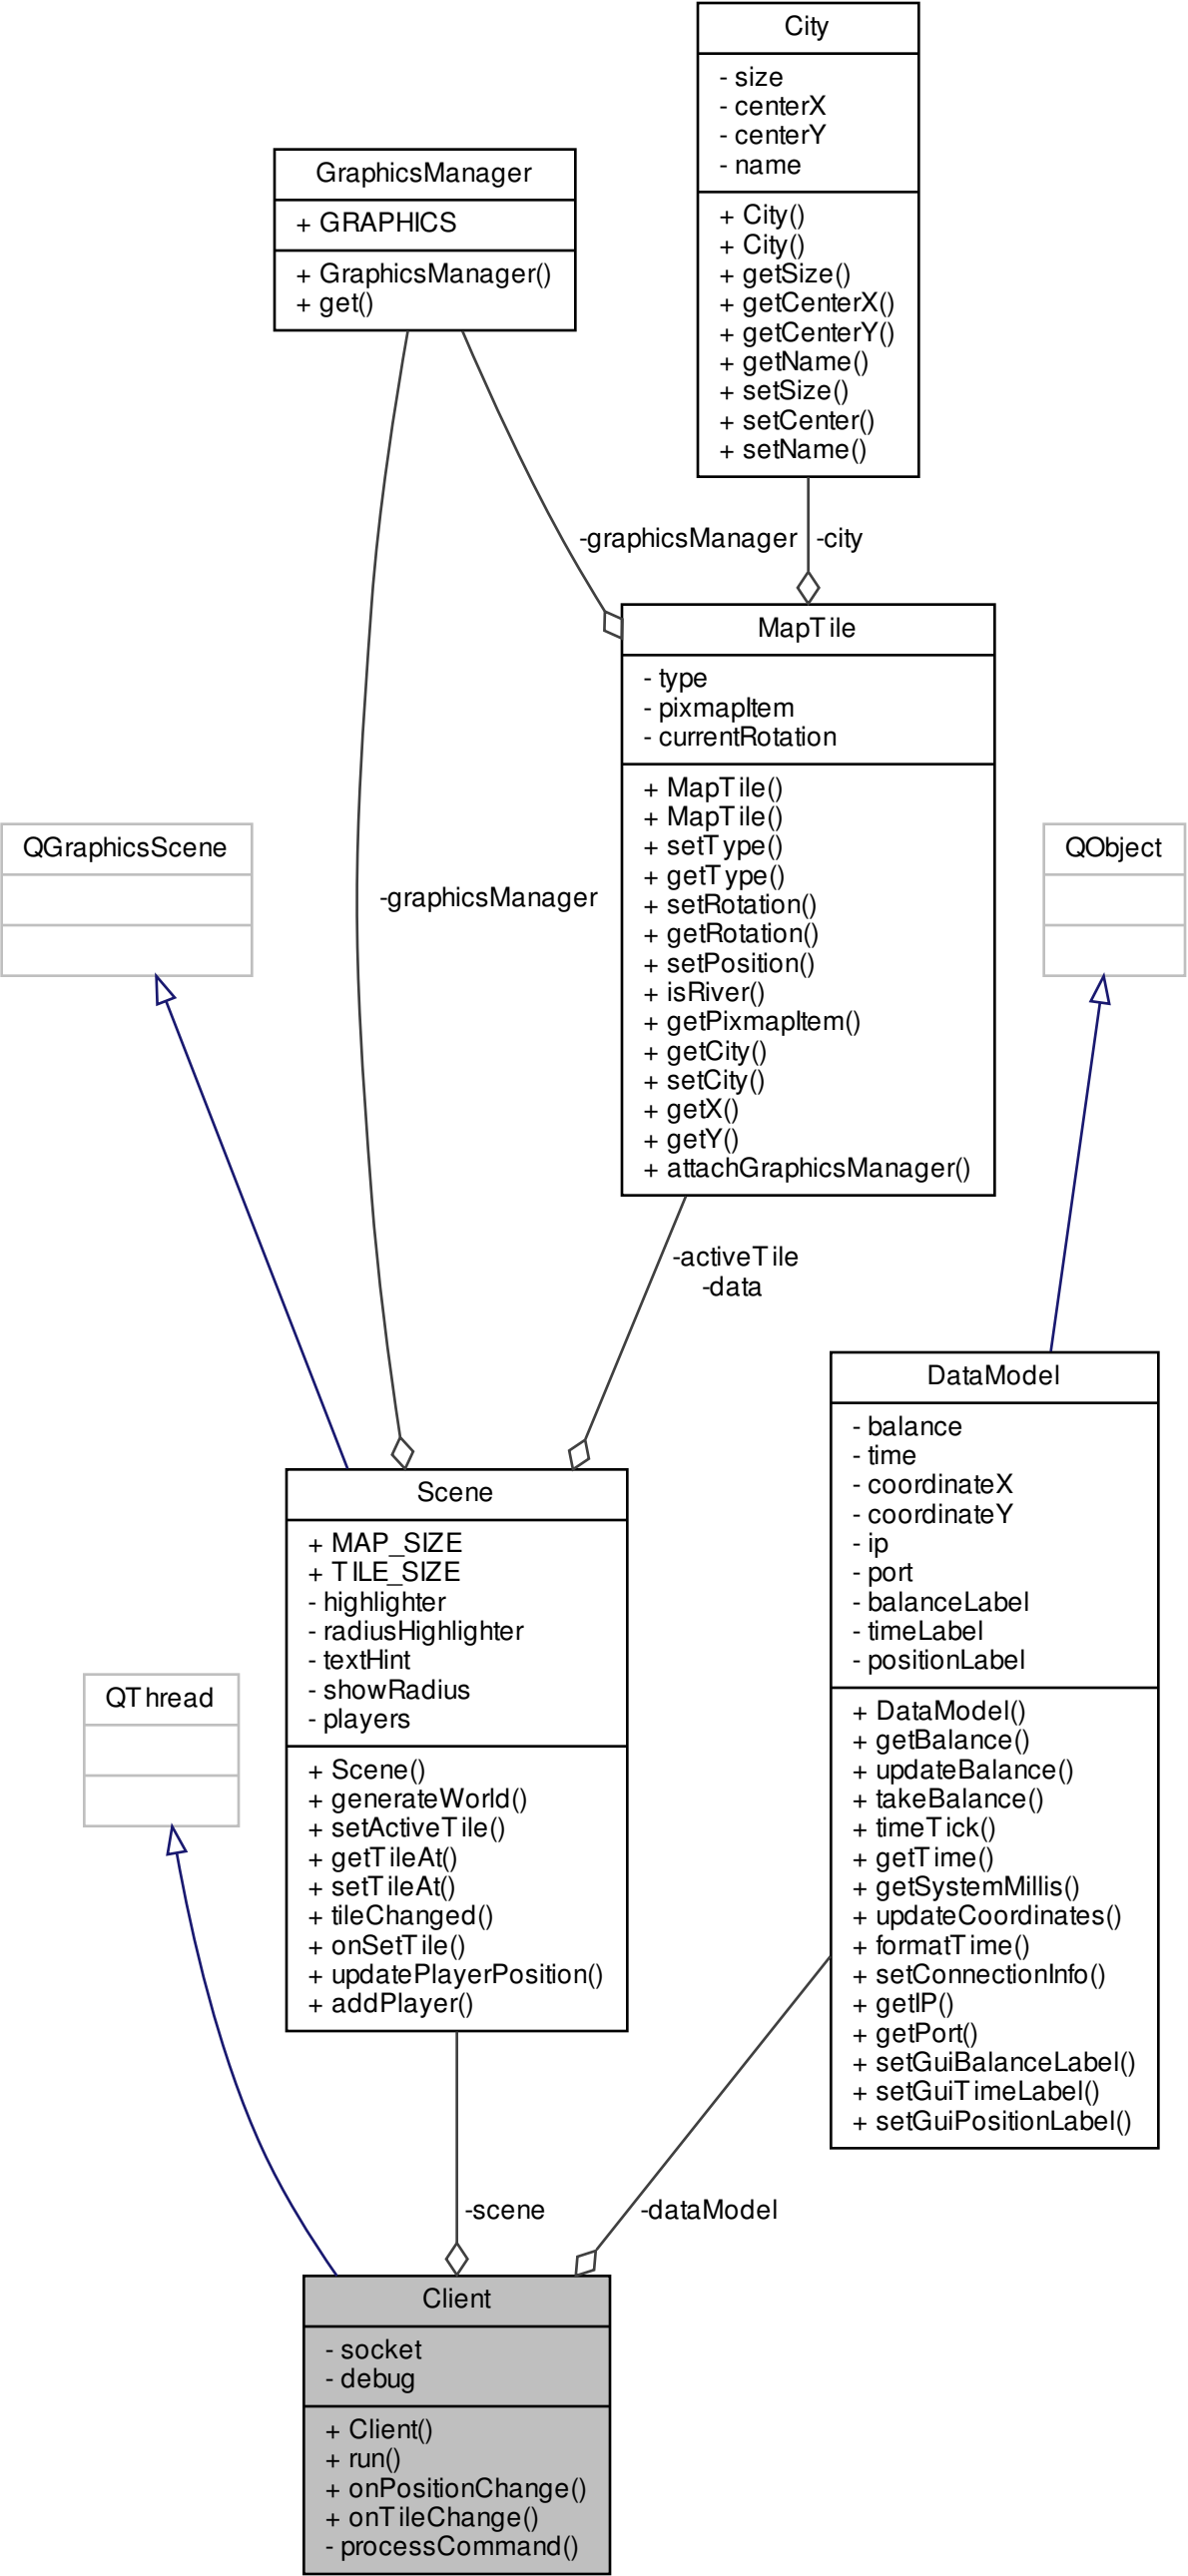 City
- size
- centerX
- centerY
- name
+ City()
+ City()
+ getSize()
+ getCenterX()
+ getCenterY()
+ getName()
+ setSize()
+ setCenter()
+ setName()
GraphicsManager
+ GRAPHICS
+ GraphicsManager()
+ get()
-graphicsManager
-city
MapTile
- type
- pixmapItem
- currentRotation
+ MapTile()
+ MapTile()
+ setType()
+ getType()
+ setRotation()
+ getRotation()
+ setPosition()
+ isRiver()
+ getPixmapItem()
+ getCity()
+ setCity()
+ getX()
+ getY()
+ attachGraphicsManager()
QGraphicsScene
-graphicsManager
QObject
-activeTile
-data
DataModel
- balance
- time
- coordinateX
- coordinateY
- ip
- port
- balanceLabel
- timeLabel
- positionLabel
+ DataModel()
+ getBalance()
+ updateBalance()
+ takeBalance()
+ timeTick()
+ getTime()
+ getSystemMillis()
+ updateCoordinates()
+ formatTime()
+ setConnectionInfo()
+ getIP()
+ getPort()
+ setGuiBalanceLabel()
+ setGuiTimeLabel()
+ setGuiPositionLabel()
Scene
+ MAP_SIZE
+ TILE_SIZE
- highlighter
- radiusHighlighter
- textHint
- showRadius
- players
+ Scene()
+ generateWorld()
+ setActiveTile()
+ getTileAt()
+ setTileAt()
+ tileChanged()
+ onSetTile()
+ updatePlayerPosition()
+ addPlayer()
QThread
-scene
-dataModel
Client
- socket
- debug
+ Client()
+ run()
+ onPositionChange()
+ onTileChange()
- processCommand()